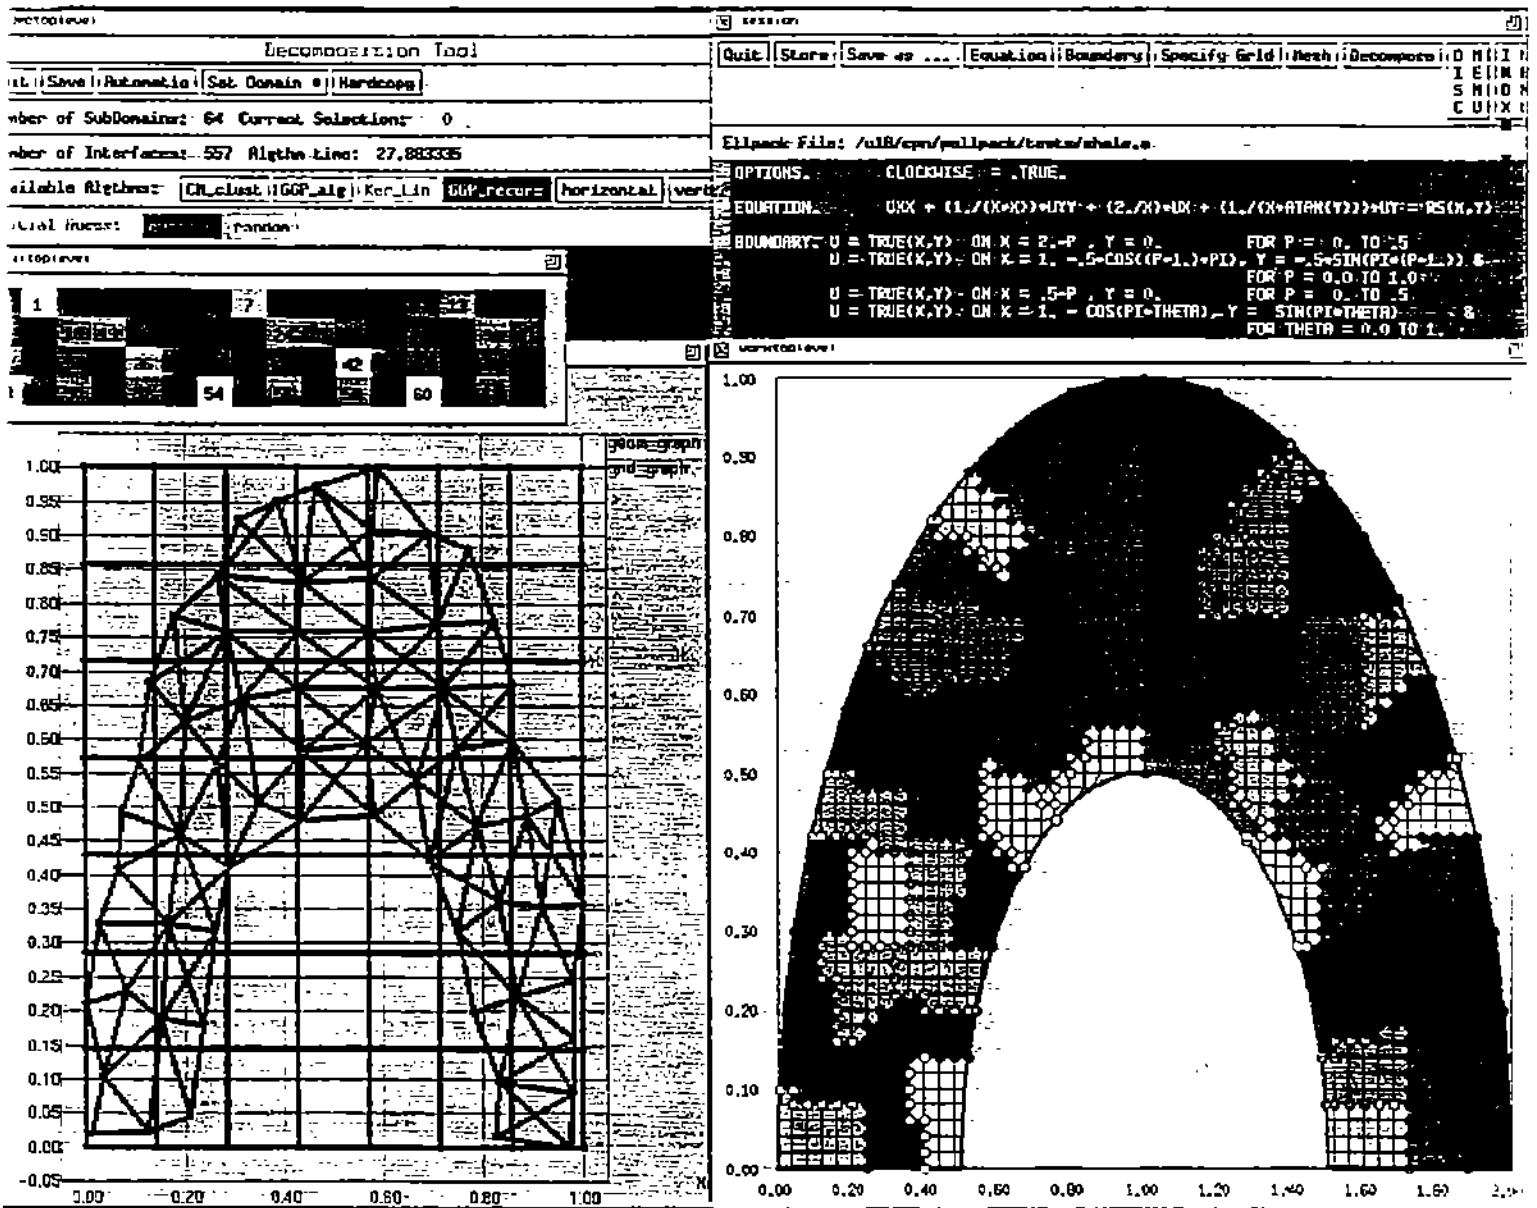 Decomposition Tool
Save Automatic Set Domain Hardcopy
of SubDomains: 64 Current Selection: 0
of Interfaces: 557 Algthm time: 27.883335
Algthms: CM_clust GGP_alg Ker_Lin GGP_recurs horizontal
random
1 7
42
54 60
geom_graph
grid_graph
1.00
0.95
0.90
0.85
0.80
0.75
0.70
0.65
0.60
0.55
0.50
0.45
0.40
0.35
0.30
0.25
0.20
0.15
0.10
0.05
0.00
-0.05
0.00 0.20 0.40 0.60 0.80 1.00
session
Quit Store Save as ... Equation Boundary Specify Grid Mesh Decompose
Ellpack File:
OPTIONS. CLOCKWISE = .TRUE.
EQUATION. UXX + (1./(X*X))*UYY + (2./X)*UX + (1./(X*ATAN(Y)))*UY = RS(X,Y)
BOUNDARY. U = TRUE(X,Y) ON X = 2.-P , Y = 0. FOR P = 0. TO .5
U = TRUE(X,Y) ON X = 1. -.5*COS((P-1.)*PI), Y = -.5*SIN(PI*(P-1.)) &
FOR P = 0.0 TO 1.0
U = TRUE(X,Y) ON X = .5-P , Y = 0. FOR P = 0. TO .5
U = TRUE(X,Y) ON X = 1. - COS(PI*THETA), Y = SIN(PI*THETA) &
FOR THETA = 0.0 TO 1.
1.00
0.90
0.80
0.70
0.60
0.50
0.40
0.30
0.20
0.10
0.00
0.00 0.20 0.40 0.60 0.80 1.00 1.20 1.40 1.60 1.80